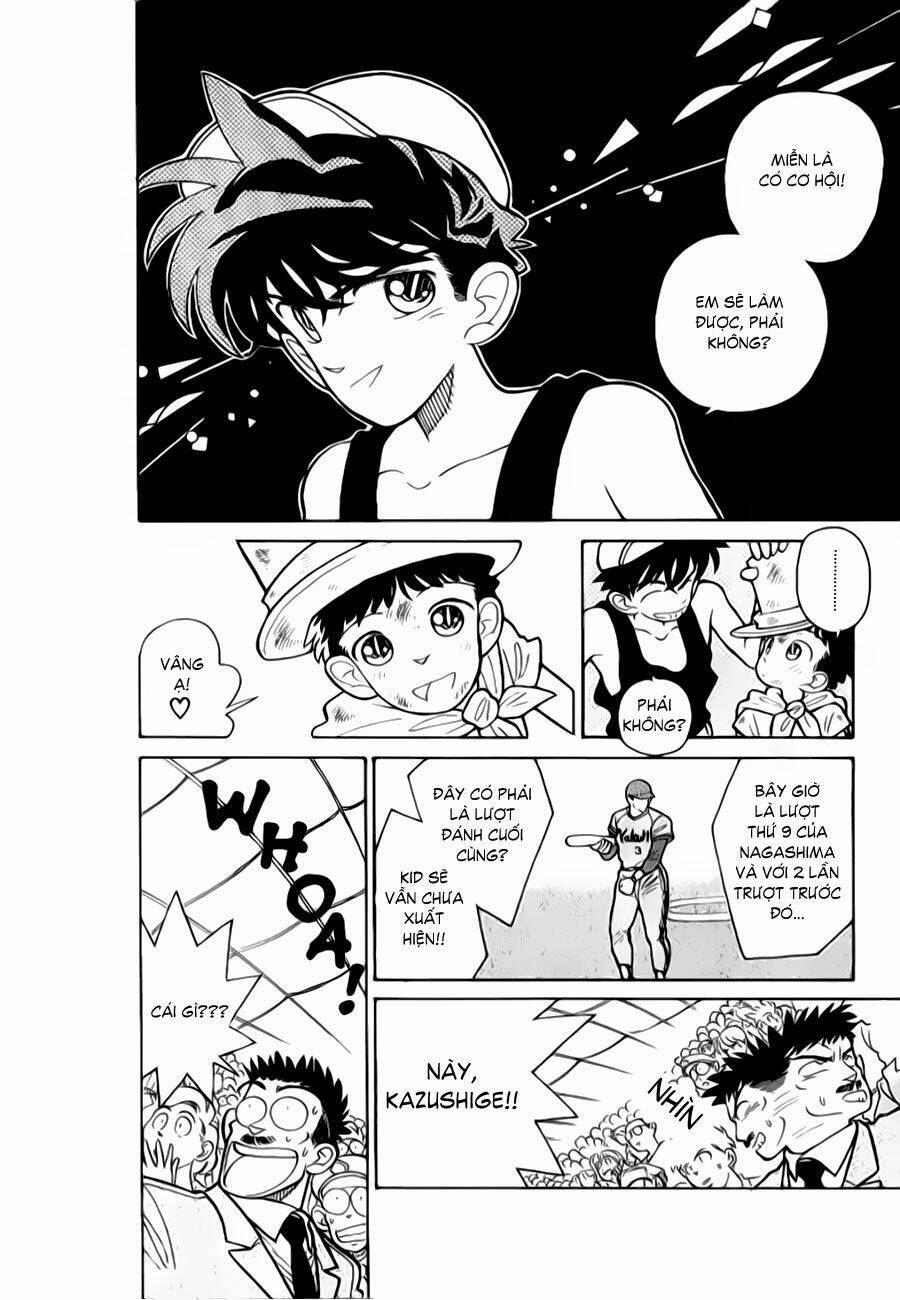 MIỄN LÀ
CÓ CƠ HỘI!
EM SẼ LÀM
ĐƯỢC, PHẢI
KHÔNG?
.........
PHẢI
KHÔNG?
VÂNG
Ạ!
♡
BÂY GIỜ
LÀ LƯỢT
THỨ 9 CỦA
NAGASHIMA
VÀ VỚI 2 LẦN
TRƯỢT TRƯỚC
ĐÓ...
ĐÂY CÓ PHẢI
LÀ LƯỢT
ĐÁNH CUỐI
CÙNG?
KID SẼ
VẪN CHƯA
XUẤT
HIỆN!!
3
NHÌN
NÀY,
KAZUSHIGE!!
WHOA!
CÁI GÌ???